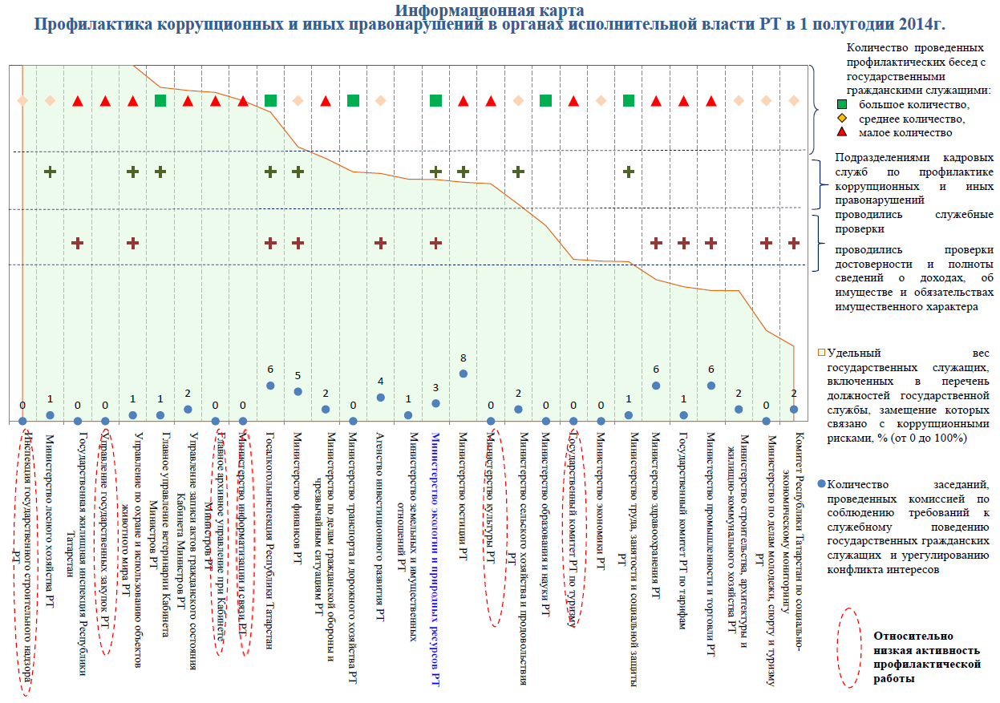 Информационная карта
Профилактика коррупционных и иных правонарушений в органах исполнительной власти РТ в 1 полугодии 2014г.
Количество проведенных
профилактических бесед с
государственными
гражданскими служащими:
большое количество,
среднее количество,
малое количество
Подразделениями кадровых
служб по профилактике
коррупционных и иных
правонарушений
проводились служебные
проверки
проводились проверки
достоверности и полноты
сведений о доходах, об
имуществе и обязательствах
имущественного характера
Удельный вес
государственных служащих,
включенных в перечень
должностей государственной
службы, замещение которых
связано с коррупционными
рисками, % (от 0 до 100%)
Количество заседаний,
проведенных комиссией по
соблюдению требований к
служебному поведению
государственных гражданских
служащих и урегулированию
конфликта интересов
Относительно
низкая активность
профилактической
работы
0 1 0 0 1 1 2 0 0 6 5 2 0 4 1 3 8 0 2 0 0 0 1 6 1 6 2 0 2
Инспекция государственного строительного надзора
РТ
Министерство лесного хозяйства РТ
Государственная жилищная инспекция Республики
Татарстан
Управление государственных закупок РТ
Управление по охране и использованию объектов
животного мира РТ
Главное управление ветеринарии Кабинета
Министров РТ
Управление записи актов гражданского состояния
Кабинета Министров РТ
Главное архивное управление при Кабинете
Министров РТ
Министерство информатизации и связи РТ
Госалкогольинспекция Республики Татарстан
Министерство финансов РТ
Министерство по делам гражданской обороны и
чрезвычайным ситуациям РТ
Министерство транспорта и дорожного хозяйства РТ
Агенство инвестиционного развития РТ
Министерство земельных и имущественных
отношений РТ
Министерство экологии и природных ресурсов РТ
Министерство юстиции РТ
Министерство культуры РТ
Министерство сельского хозяйства и продовольствия
РТ
Министерство образования и науки РТ
Государственный комитет РТ по туризму
Министерство экономики РТ
Министерство труда, занятости и социальной защиты
РТ
Министерство здравоохранения РТ
Государственный комитет РТ по тарифам
Министерство промышленности и торговли РТ
Министерство строительства, архитектуры и
жилищно-коммунального хозяйства РТ
Министерство по делам молодежи, спорту и туризму
РТ
Комитет Республики Татарстан по социально-
экономическому мониторингу